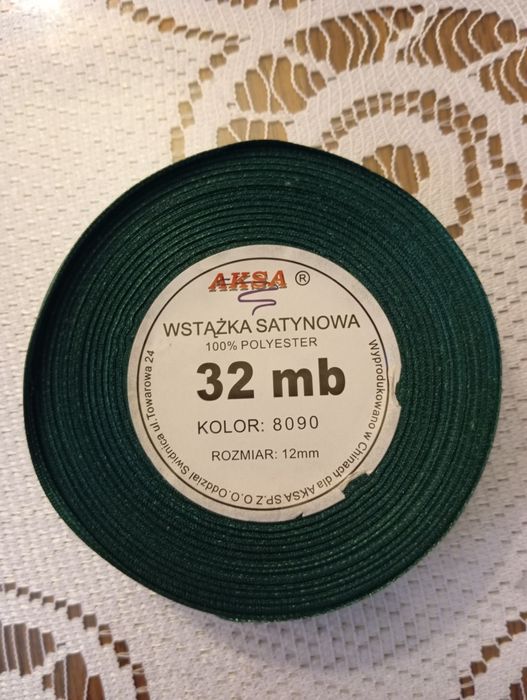 AKSA ®
WSTĄŻKA SATYNOWA
100% POLYESTER
32 mb
KOLOR: 8090
ROZMIAR: 12mm
Wyprodukowano w Chinach dla AKSA SP.Z.O.O.Oddział Świdnica ul.Towarowa 24